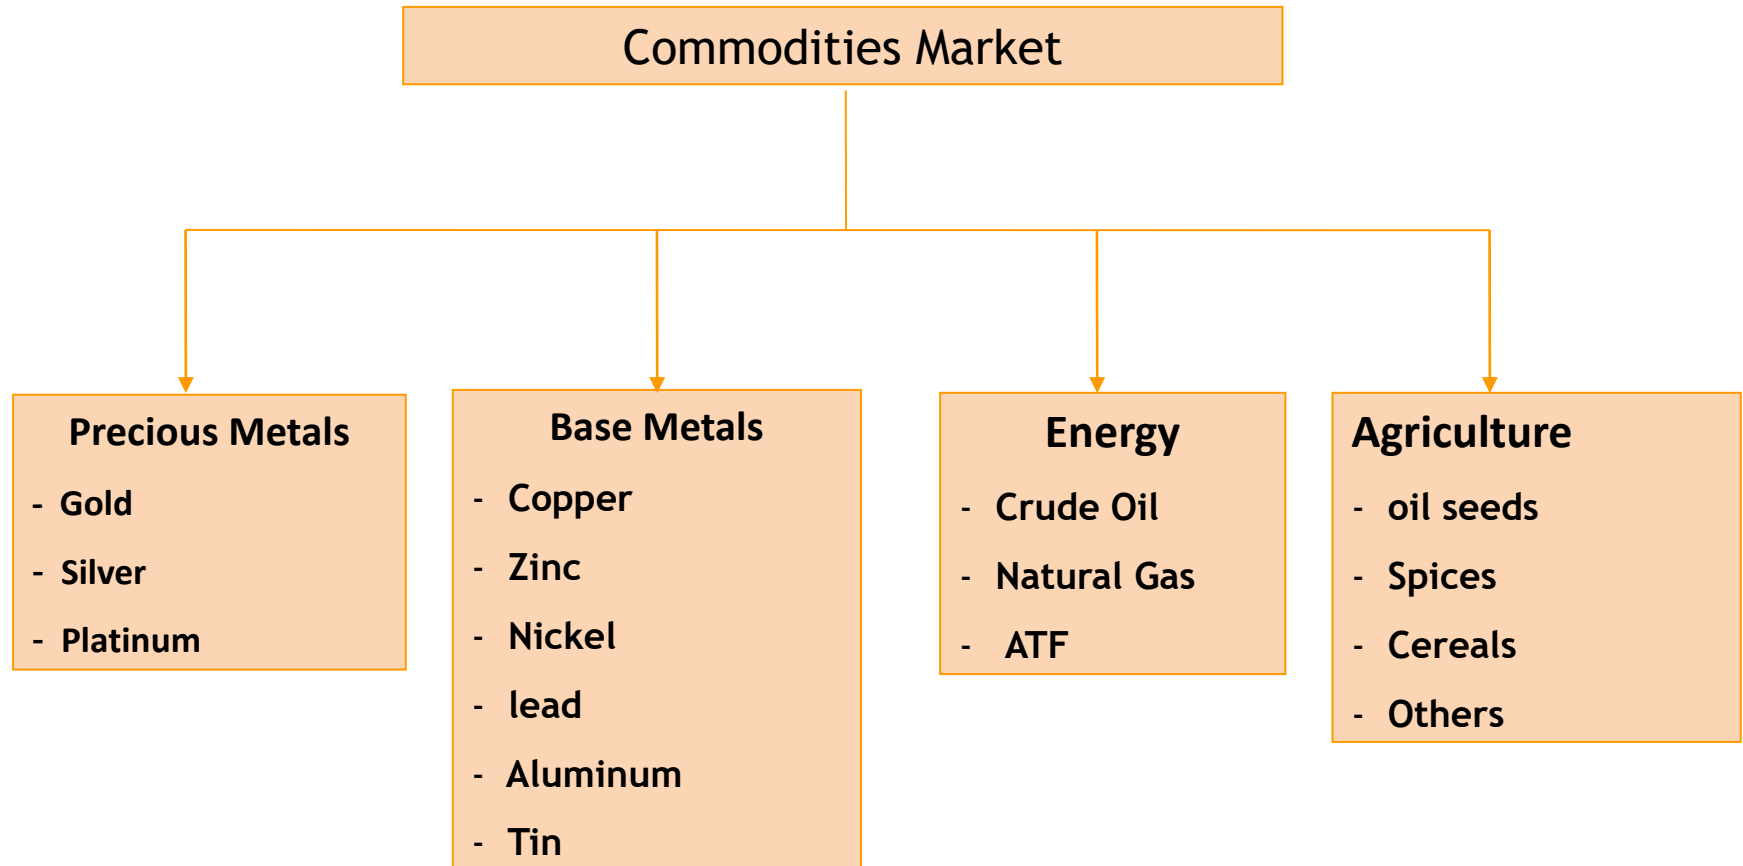 Commodities Market
Precious Metals
- Gold
- Silver
- Platinum
Base Metals
- Copper
- Zinc
- Nickel
- lead
- Aluminum
- Tin
Energy
- Crude Oil
- Natural Gas
- ATF
Agriculture
- oil seeds
- Spices
- Cereals
- Others